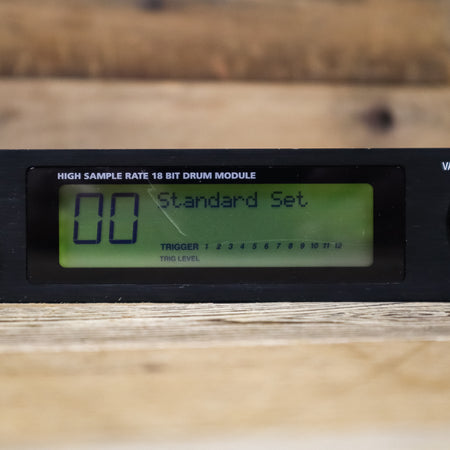 VA
HIGH SAMPLE RATE 18 BIT DRUM MODULE
00 Standard Set
TRIGGER 1 2 3 4 5 6 7 8 9 10 11 12
TRIG LEVEL